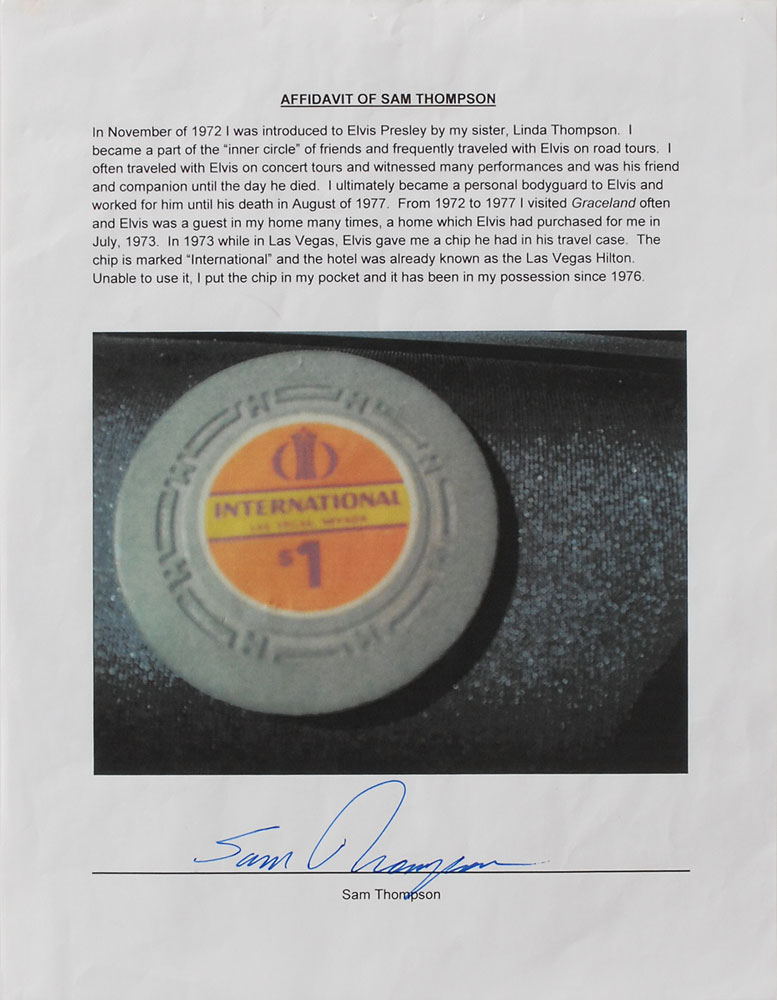 AFFIDAVIT OF SAM THOMPSON
In November of 1972 I was introduced to Elvis Presley by my sister, Linda Thompson. I
became a part of the “inner circle” of friends and frequently traveled with Elvis on road tours. I
often traveled with Elvis on concert tours and witnessed many performances and was his friend
and companion until the day he died. I ultimately became a personal bodyguard to Elvis and
worked for him until his death in August of 1977. From 1972 to 1977 I visited Graceland often
and Elvis was a guest in my home many times, a home which Elvis had purchased for me in
July, 1973. In 1973 while in Las Vegas, Elvis gave me a chip he had in his travel case. The
chip is marked “International” and the hotel was already known as the Las Vegas Hilton.
Unable to use it, I put the chip in my pocket and it has been in my possession since 1976.
INTERNATIONAL
LAS VEGAS, NEVADA
$1
Sam Thompson
Sam Thompson